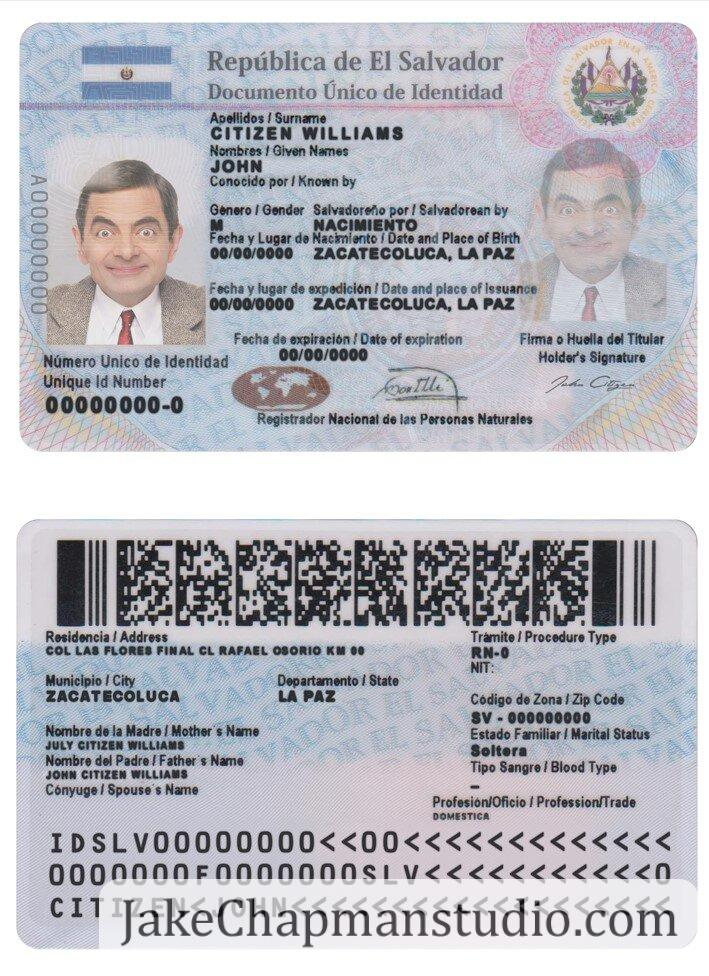 República de El Salvador
Documento Único de Identidad
Apellidos / Surname
CITIZEN WILLIAMS
Nombres / Given Names
JOHN
Conocido por / Known by
Género / Gender Salvadoreño por / Salvadorean by
M NACIMIENTO
Fecha y Lugar de Nacimiento / Date and Place of Birth
00/00/0000 ZACATECOLUCA, LA PAZ
Fecha y lugar de expedición / Date and place of Issuance
00/00/0000 ZACATECOLUCA, LA PAZ
Fecha de expiración / Date of expiration
00/00/0000
Firma o Huella del Titular
Holder's Signature
A00000000
Número Unico de Identidad
Unique Id Number
00000000-0
Registrador Nacional de las Personas Naturales
Residencia / Address
COL LAS FLORES FINAL CL RAFAEL OSORIO KM 00
Trámite / Procedure Type
RN-0
NIT:
Municipio / City Departamento / State
ZACATECOLUCA LA PAZ
Código de Zona / Zip Code
SV - 000000000
Nombre de la Madre / Mother´s Name
JULY CITIZEN WILLIAMS
Estado Familiar / Marital Status
Soltera
Nombre del Padre / Father´s Name
JOHN CITIZEN WILLIAMS
Tipo Sangre / Blood Type
–
Cónyuge / Spouse´s Name
Profesión/Oficio / Profession/Trade
DOMESTICA
IDSLV00000000<<00<<<<<<<<<<<<<
0000000F0000000SLV<<<<<<<<<<<0
CITIZEN<JOHN<<<<<<<<<<<<<<<<<<
JakeChapmanstudio.com